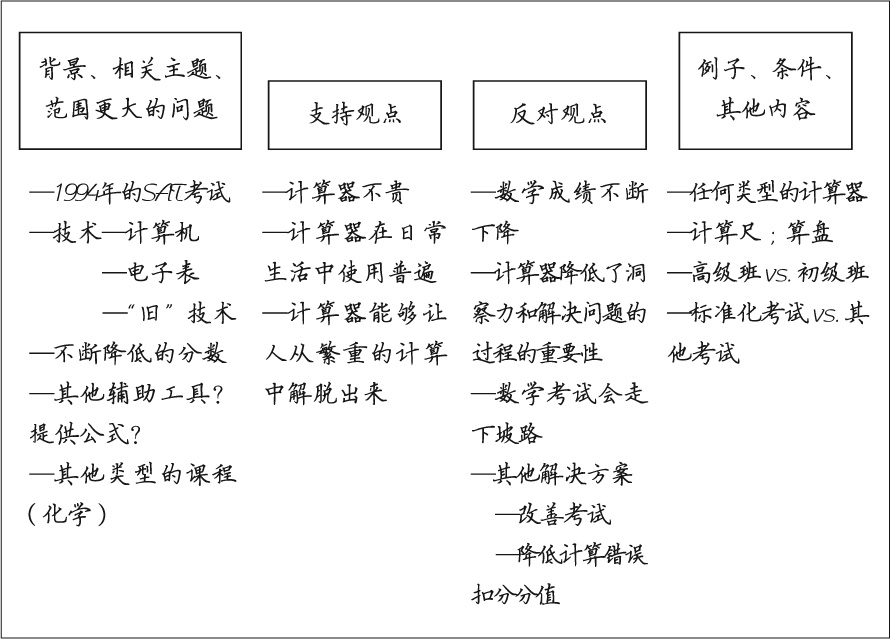 背景、相关主题、
范围更大的问题
—1994年的SAT考试
—技术—计算机
—电子表
—“旧”技术
—不断降低的分数
—其他辅助工具？
提供公式？
—其他类型的课程
（化学）
支持观点
—计算器不贵
—计算器在日常
生活中使用普遍
—计算器能够让
人从繁重的计算
中解脱出来
反对观点
—数学成绩不断
下降
—计算器降低了洞
察力和解决问题的
过程的重要性
—数学考试会走
下坡路
—其他解决方案
—改善考试
—降低计算错误
扣分分值
例子、条件、
其他内容
—任何类型的计算器
—计算尺；算盘
—高级班vs.初级班
—标准化考试vs.其
他考试